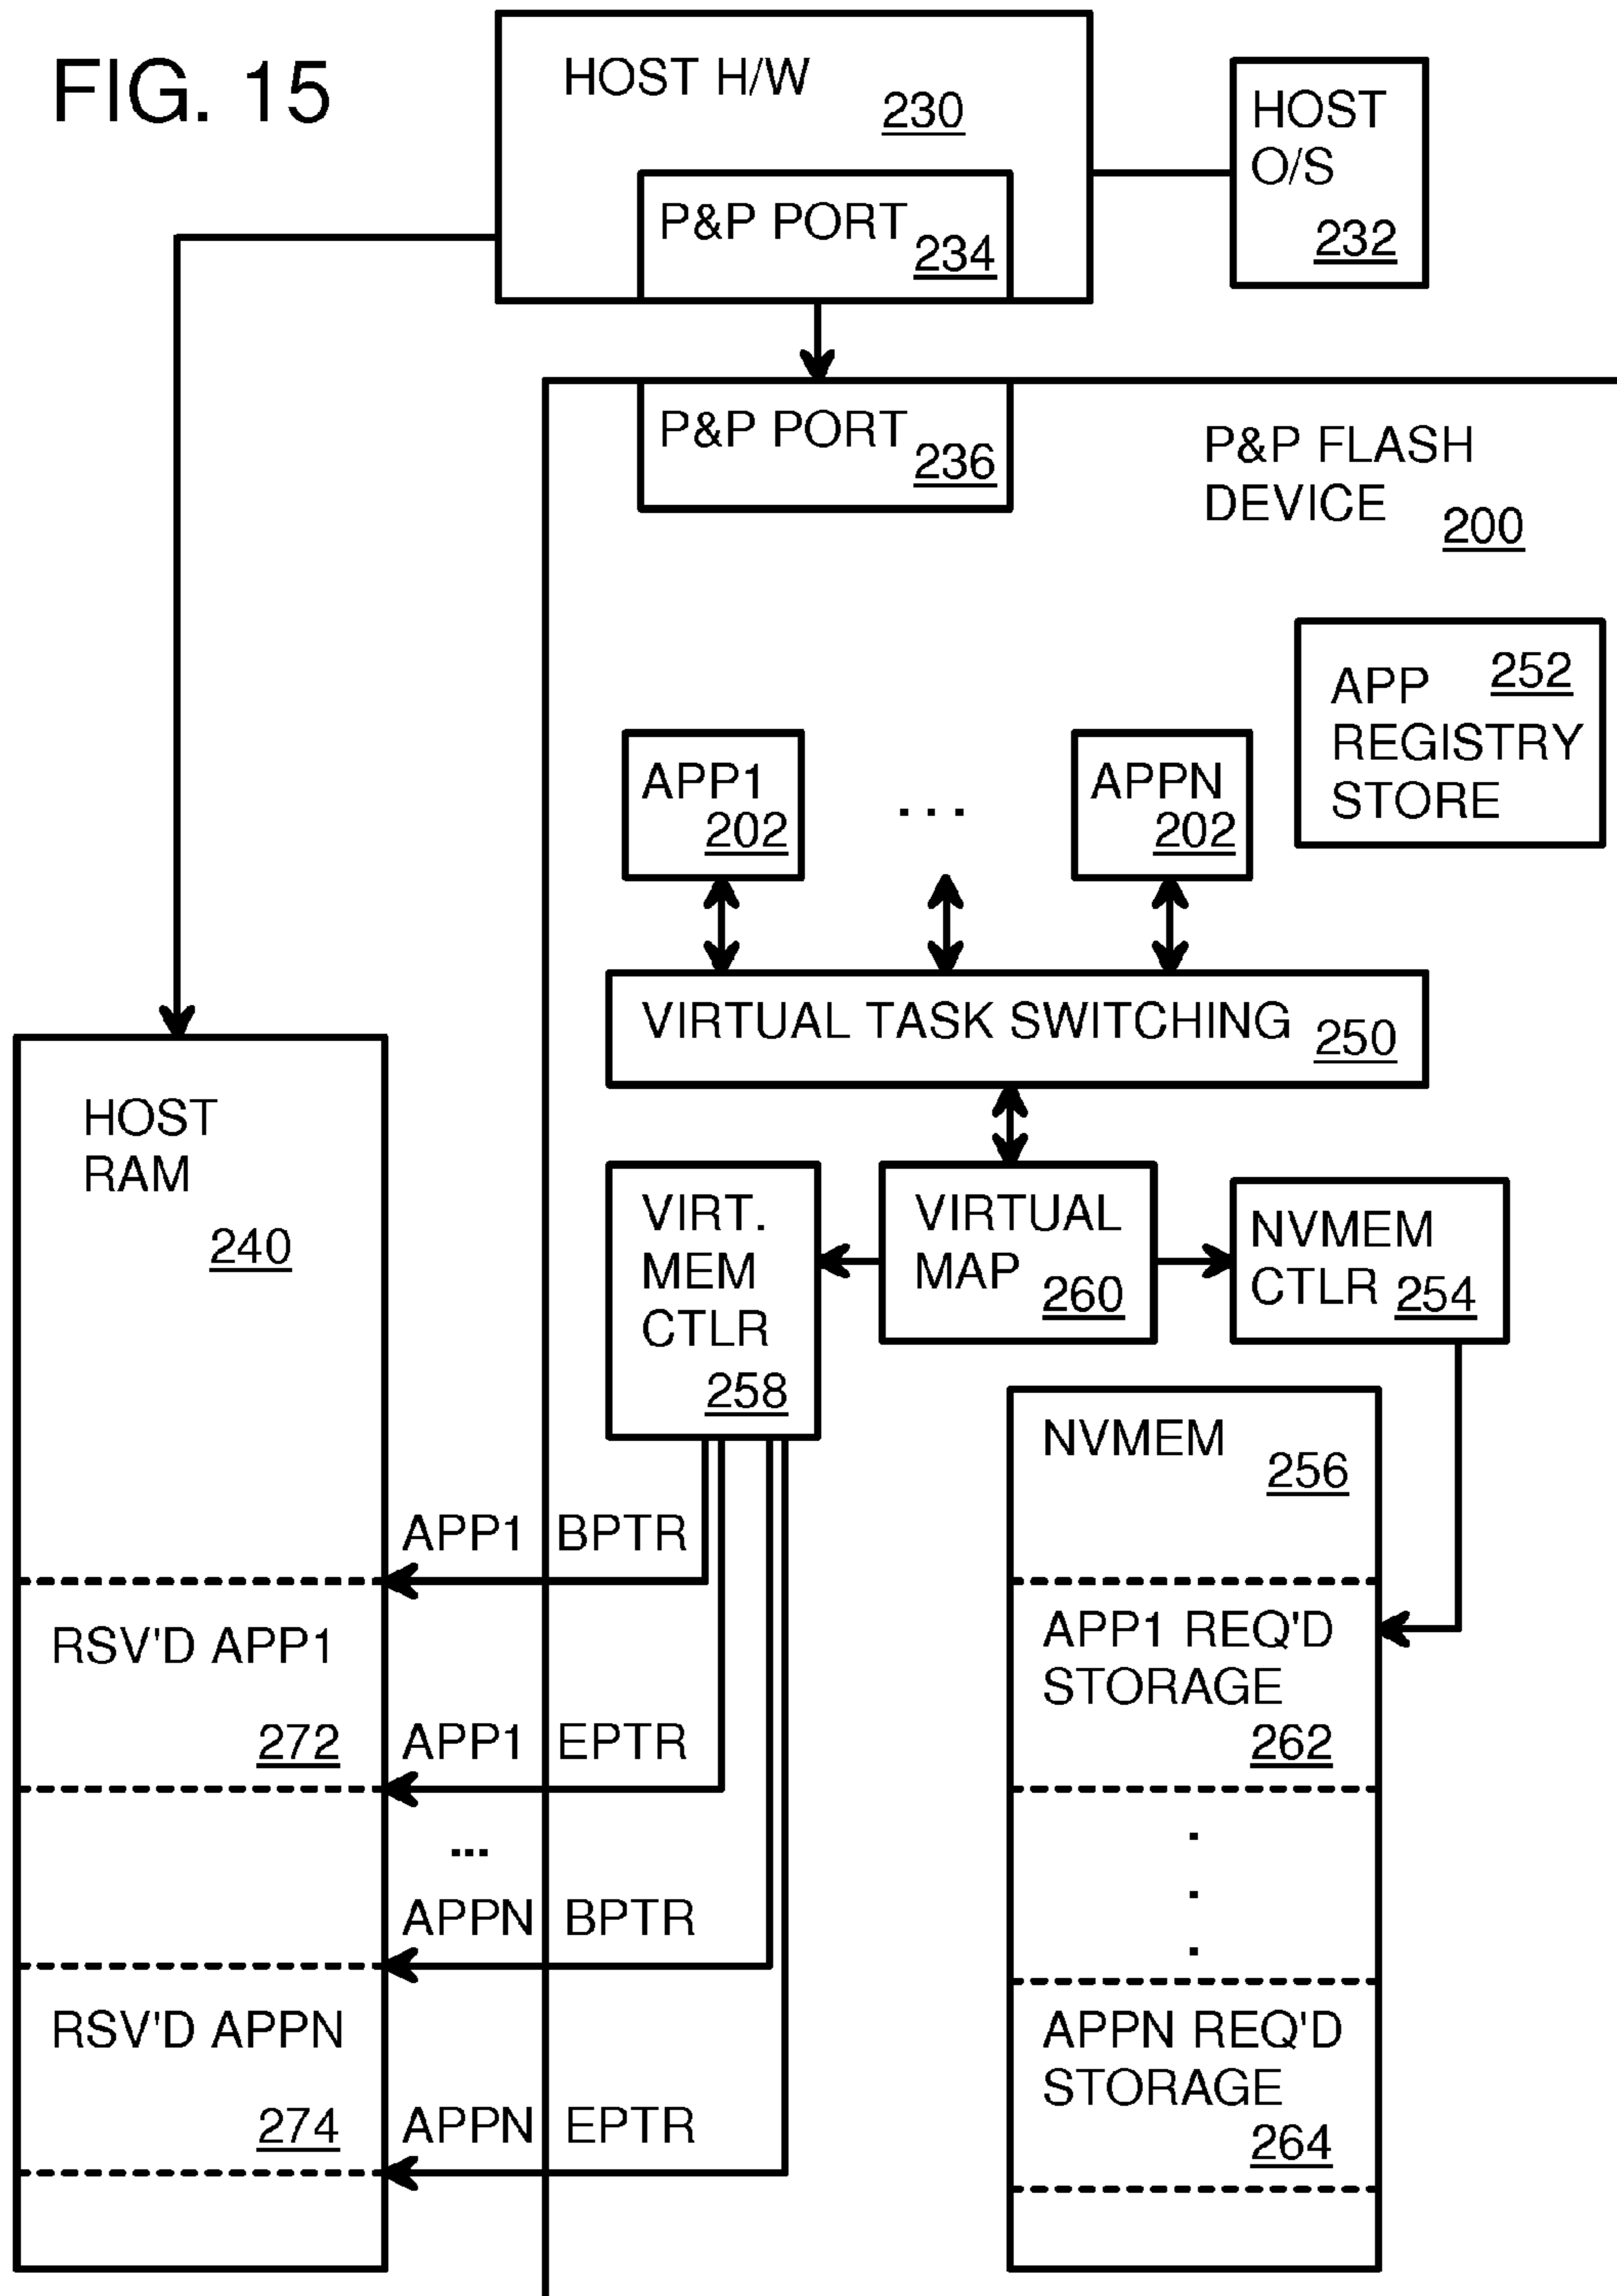 FIG. 15
HOST H/W
230
P&P PORT
234
HOST
O/S
232
P&P PORT
236
P&P FLASH
DEVICE
200
252
APP
REGISTRY
STORE
APP1
202
. . .
APPN
202
VIRTUAL TASK SWITCHING
250
HOST
RAM
240
VIRT.
MEM
CTLR
258
VIRTUAL
MAP
260
NVMEM
CTLR
254
NVMEM
256
APP1 BPTR
RSV'D APP1
272
APP1 EPTR
...
APPN BPTR
RSV'D APPN
274
APPN EPTR
APP1 REQ'D
STORAGE
262
.
.
.
APPN REQ'D
STORAGE
264